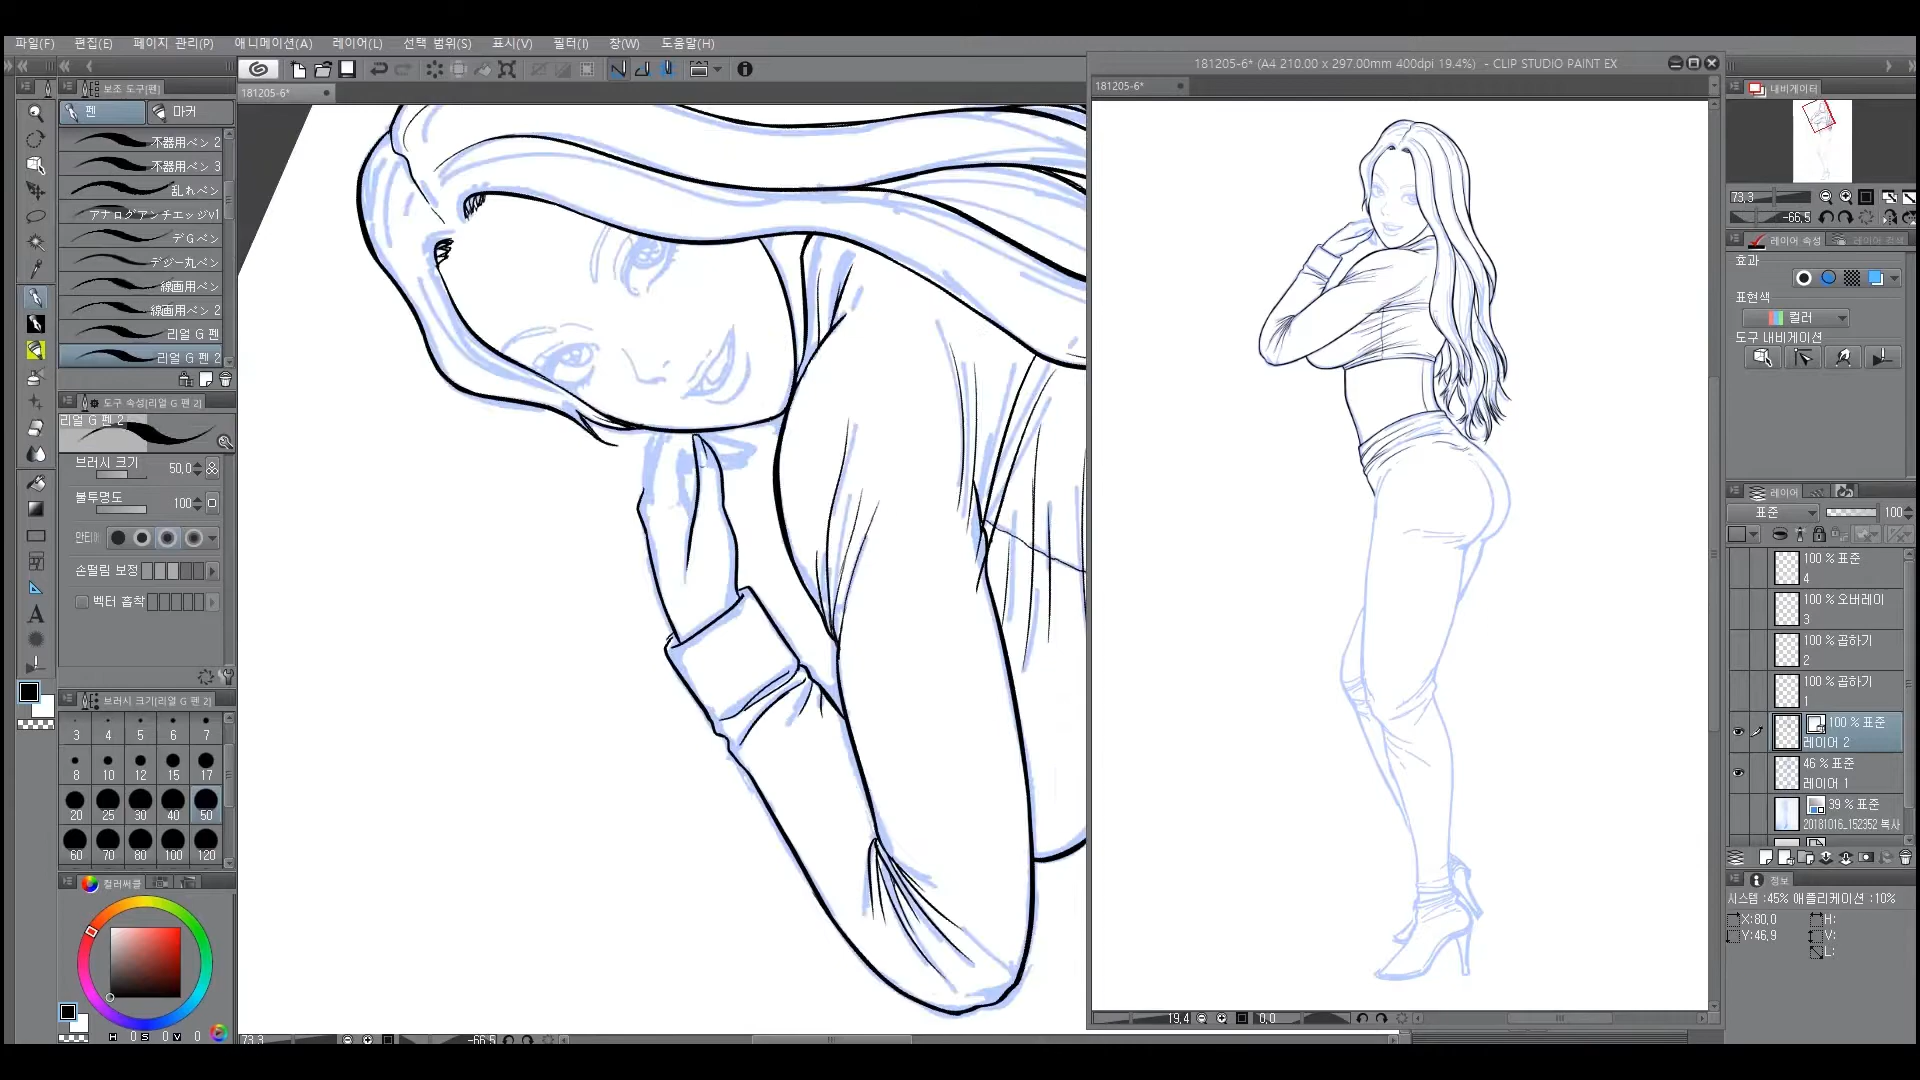 파일(F) 편집(E) 페이지 관리(P) 애니메이션(A) 레이어(L) 선택 범위(S) 표시(V) 필터(I) 창(W) 도움말(H)
181205-6* (A4 210.00 x 297.00mm 400dpi 19.4%) - CLIP STUDIO PAINT EX
보조 도구[펜]
181205-6*
181205-6*
내비게이터
펜 마커
不器用ペン 2
不器用ペン 3
乱れペン
アナログアンチエッジv1
デGペン
デジー丸ペン
線画用ペン
線画用ペン 2
리얼 G 펜
리얼 G 펜 2
도구 속성[리얼 G 펜 2]
리얼 G 펜 2
브러시 크기 50.0
불투명도 100
손떨림 보정
벡터 흡착
브러시 크기[리얼 G 펜 2]
3 4 5 6 7
8 10 12 15 17
20 25 30 40 50
60 70 80 100 120
컬러써클
H 0 S 0 V 0
73.3 -66.5
19.4 0.0
73.3
-66.5
레이어 속성 레이어 검색
효과
표현색
컬러
도구 내비게이션
레이어
표준 100
100 % 표준
4
100 % 오버레이
3
100 % 곱하기
2
100 % 곱하기
1
100 % 표준
레이어 2
46 % 표준
레이어 1
39 % 표준
20181016_152352 복사
정보
시스템 :45% 애플리케이션 :10%
X:80.0 H:
Y:46.9 V:
L: